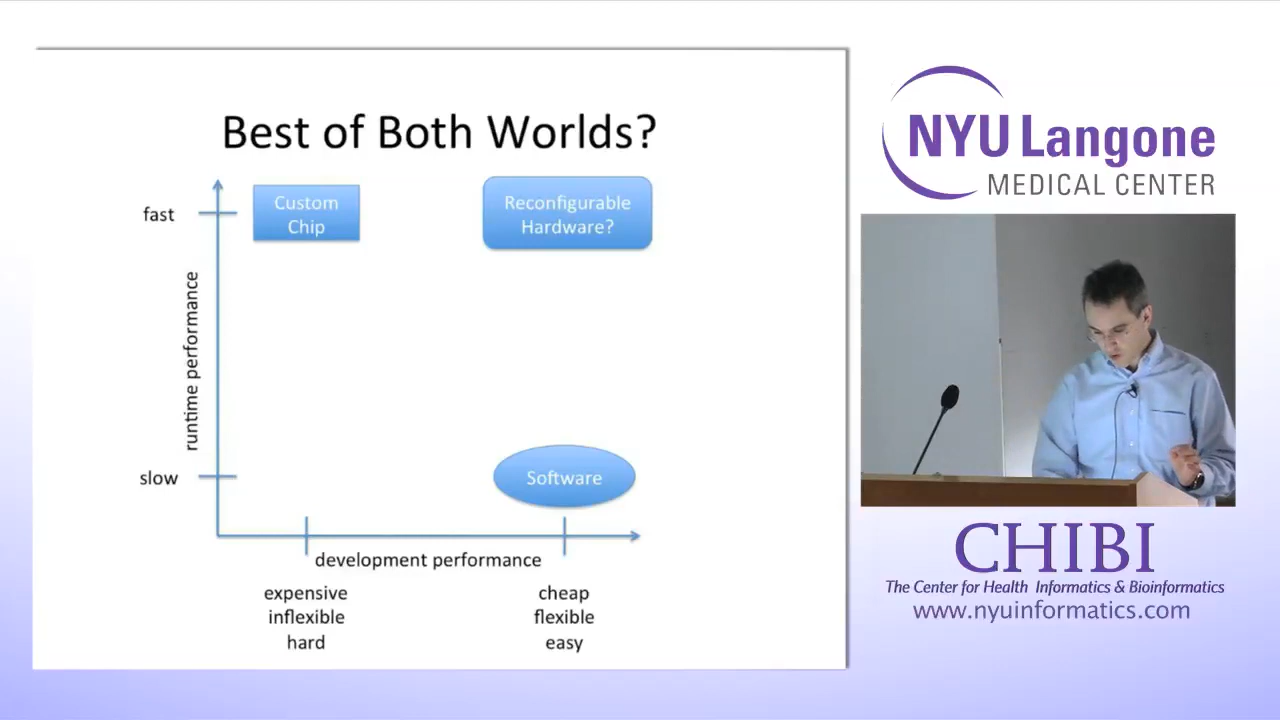 Best of Both Worlds?
fast
Custom
Chip
Reconfigurable
Hardware?
runtime performance
slow
Software
development performance
expensive
inflexible
hard
cheap
flexible
easy
NYU Langone
MEDICAL CENTER
CHIBI
The Center for Health Informatics & Bioinformatics
www.nyuinformatics.com